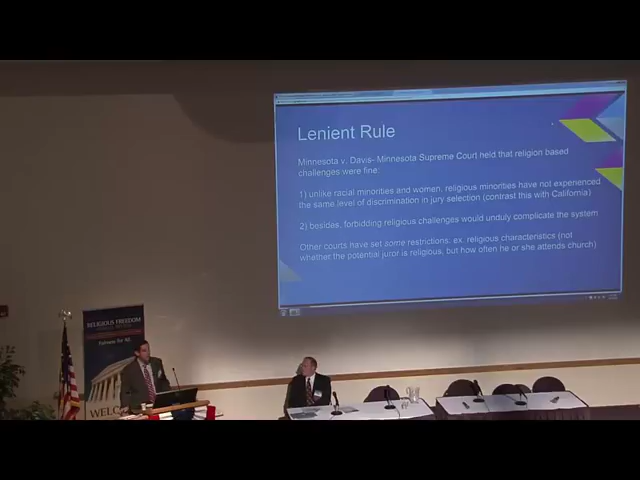 Lenient Rule
Minnesota v. Davis- Minnesota Supreme Court held that religion based
challenges were fine:
1) unlike racial minorities and women, religious minorities have not experienced
the same level of discrimination in jury selection (contrast this with California)
2) besides, forbidding religious challenges would unduly complicate the system
Other courts have set some restrictions: ex. religious characteristics (not
whether the potential juror is religious, but how often he or she attends church)
RELIGIOUS FREEDOM
WELC